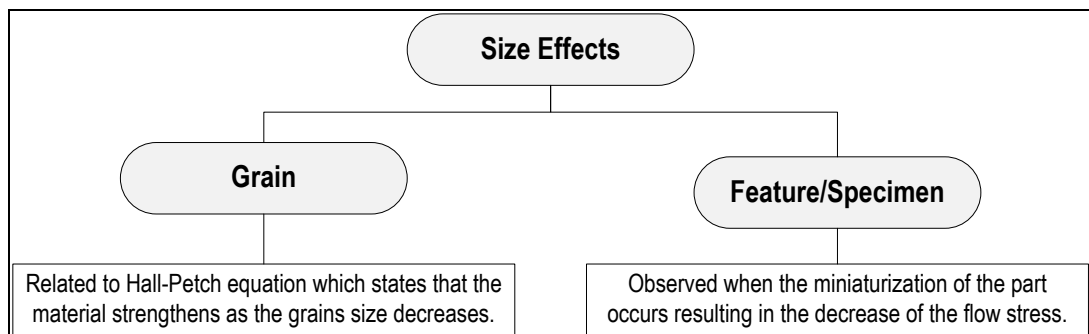 Size Effects
Grain
Feature/Specimen
Related to Hall-Petch equation which states that the
material strengthens as the grains size decreases.
Observed when the miniaturization of the part
occurs resulting in the decrease of the flow stress.